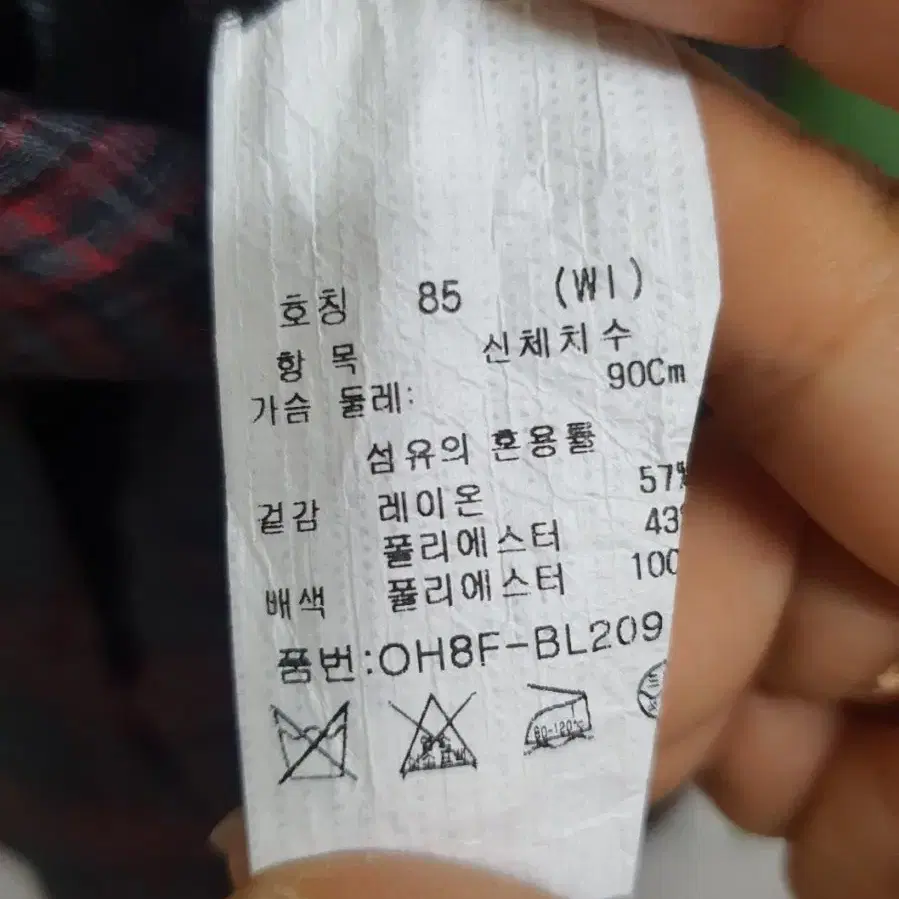 호칭 85 (WI)
항 목 신체치수
가슴 둘레: 90Cm
섬유의 혼용률
겉감 레이온 57%
폴리에스터 43
배색 폴리에스터 100
품번:OH8F-BL209
80-120℃